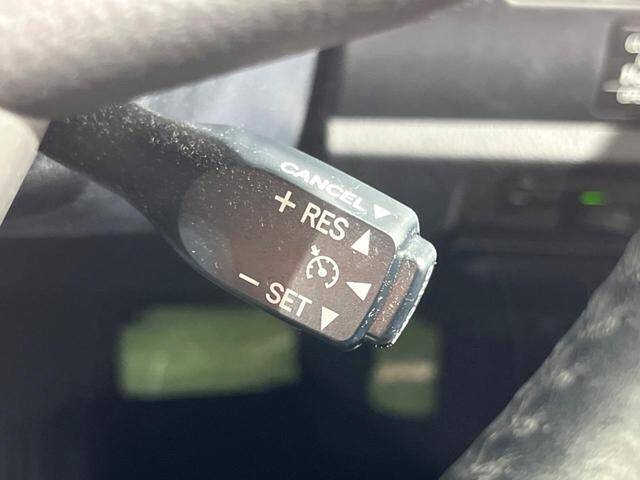 CANCEL ▼
+ RES ▲
◀
− SET ▼